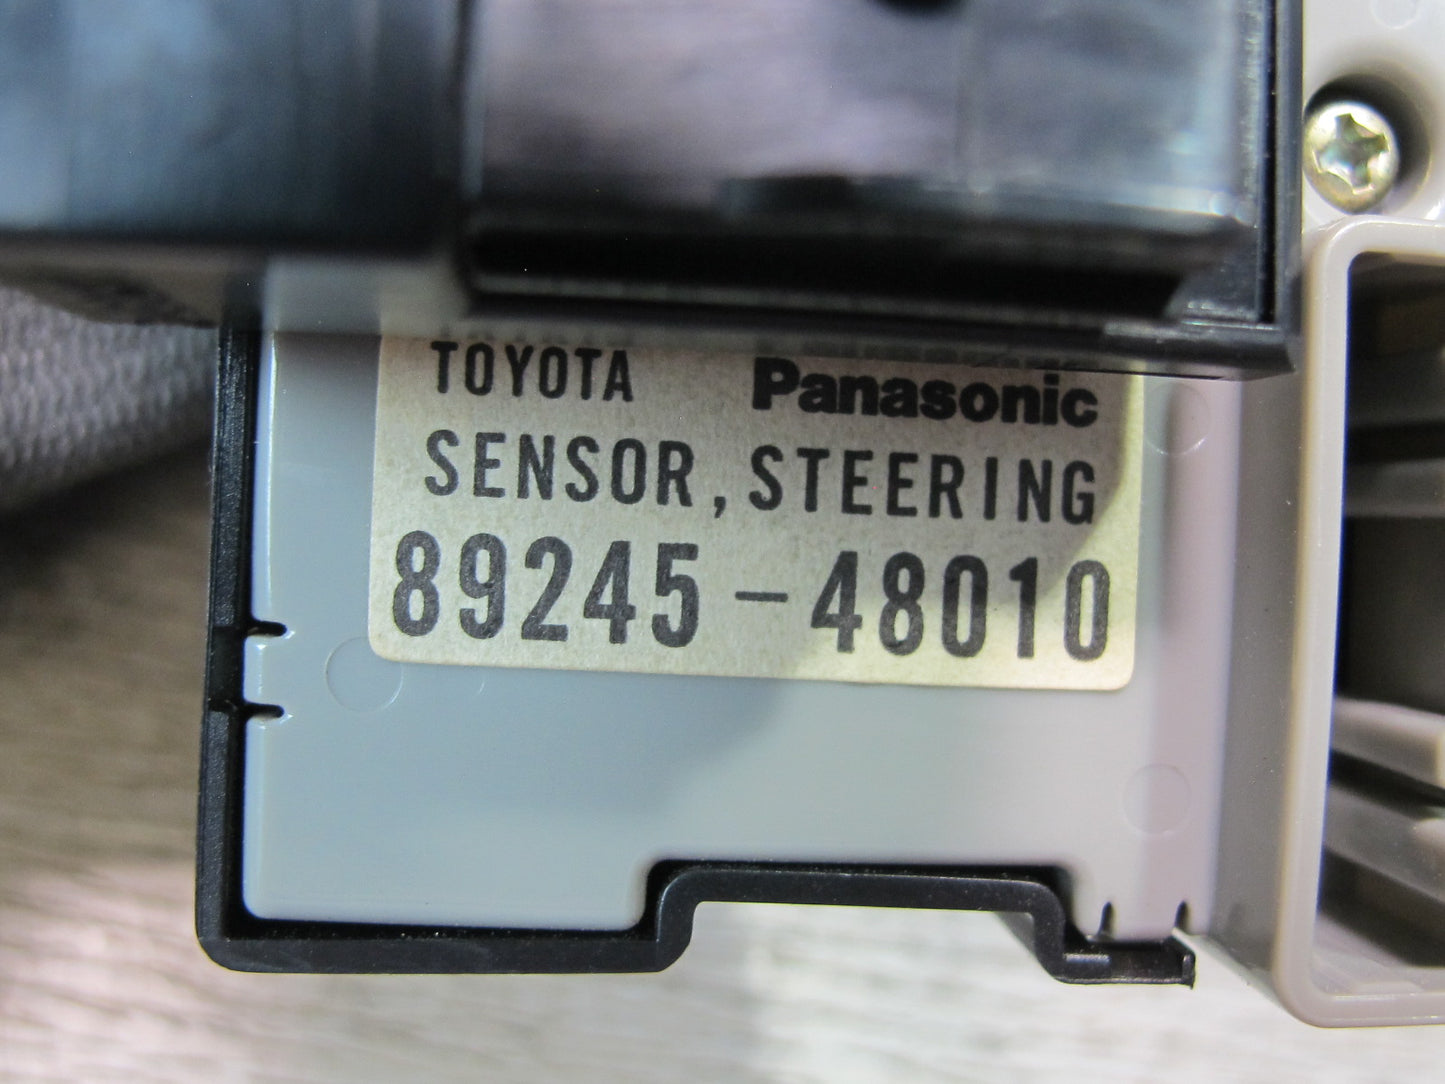 TOYOTA Panasonic
SENSOR, STEERING
89245-48010